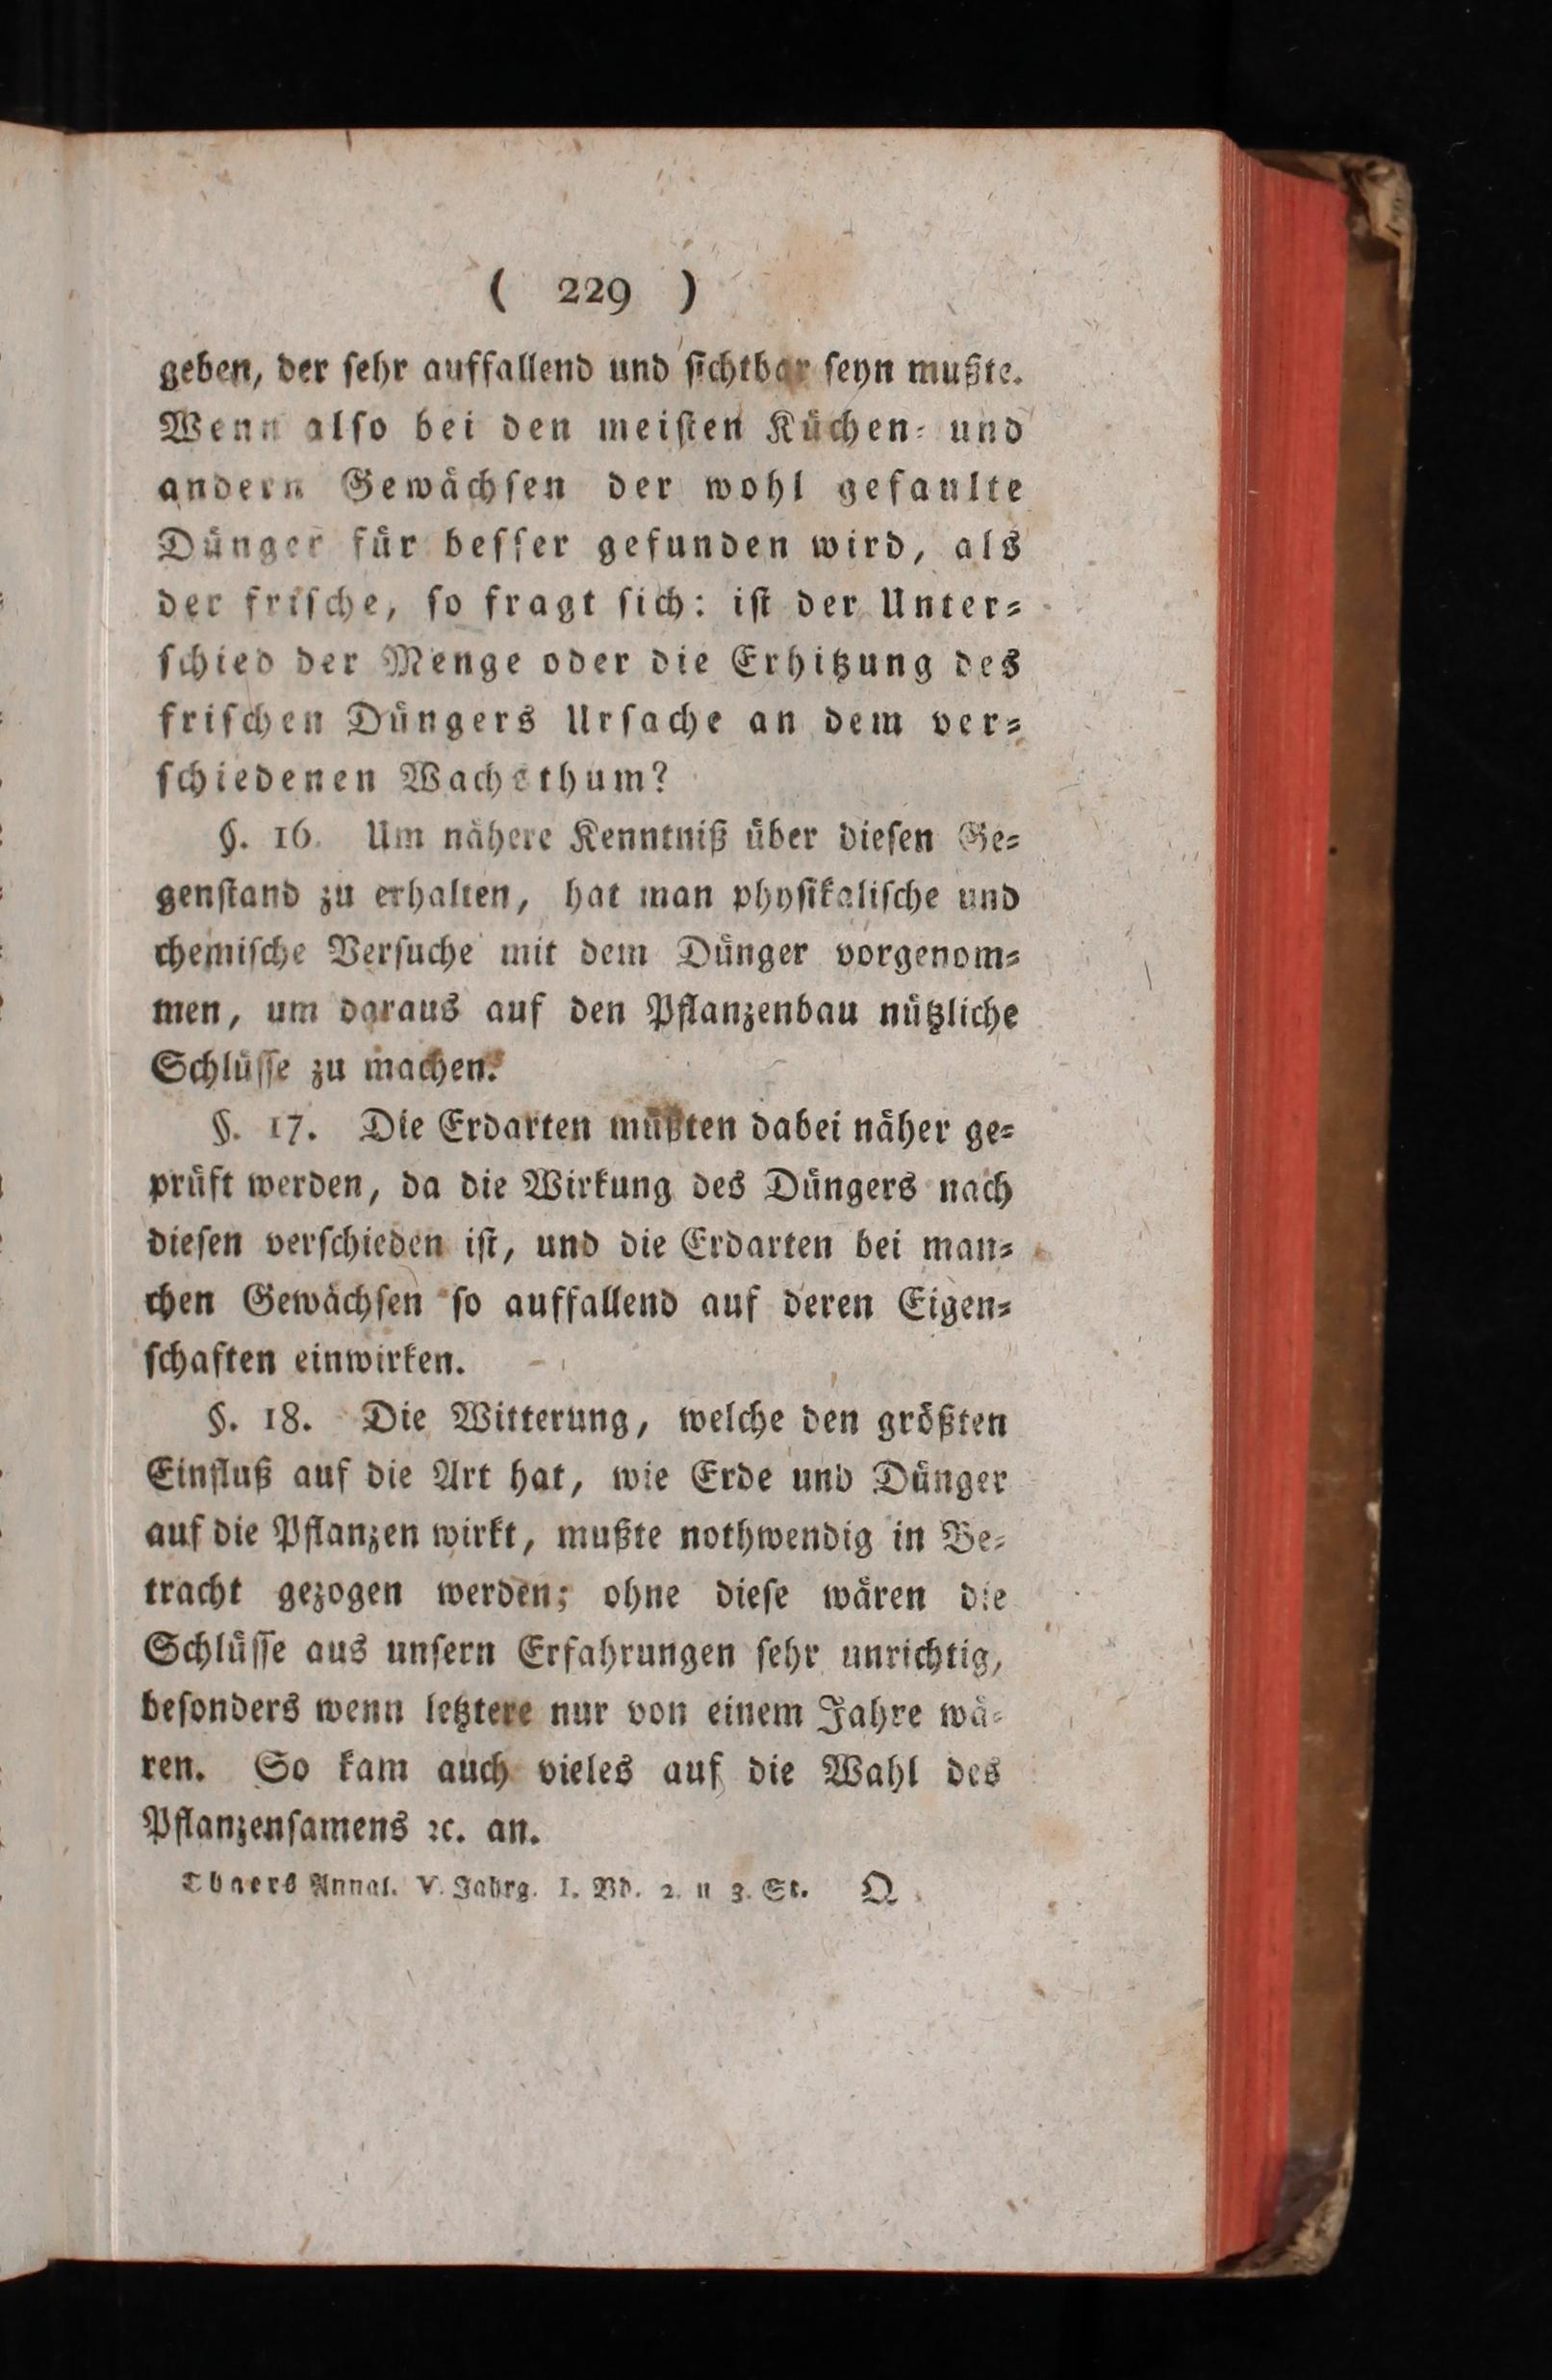 ( 229 )
geben, der ſehr auffallend und ſichtbar ſeyn mußte.
Wenn alſo bei den meiſten Küchen- und
andern Gewächſen der wohl gefaulte
Dünger für beſſer gefunden wird, als
der friſche, ſo fragt ſich: iſt der Unter-
ſchied der Menge oder die Erhitzung des
friſchen Düngers Urſache an dem ver-
ſchiedenen Wachsthum?
§. 16. Um nähere Kenntniß über dieſen Ge-
genſtand zu erhalten, hat man phyſikaliſche und
chemiſche Verſuche mit dem Dünger vorgenom-
men, um daraus auf den Pflanzenbau nützliche
Schlüſſe zu machen.
§. 17. Die Erdarten müßten dabei näher ge-
prüft werden, da die Wirkung des Düngers nach
dieſen verſchieden iſt, und die Erdarten bei man-
chen Gewächſen ſo auffallend auf deren Eigen-
ſchaften einwirken.
§. 18. Die Witterung, welche den größten
Einfluß auf die Art hat, wie Erde und Dünger
auf die Pflanzen wirkt, mußte nothwendig in Be-
tracht gezogen werden; ohne dieſe wären die
Schlüſſe aus unſern Erfahrungen ſehr unrichtig,
beſonders wenn letztere nur von einem Jahre wä-
ren. So kam auch vieles auf die Wahl des
Pflanzenſamens ꝛc. an.
Thaers Annal. V. Jahrg. I. Bd. 2. u 3. St. Q